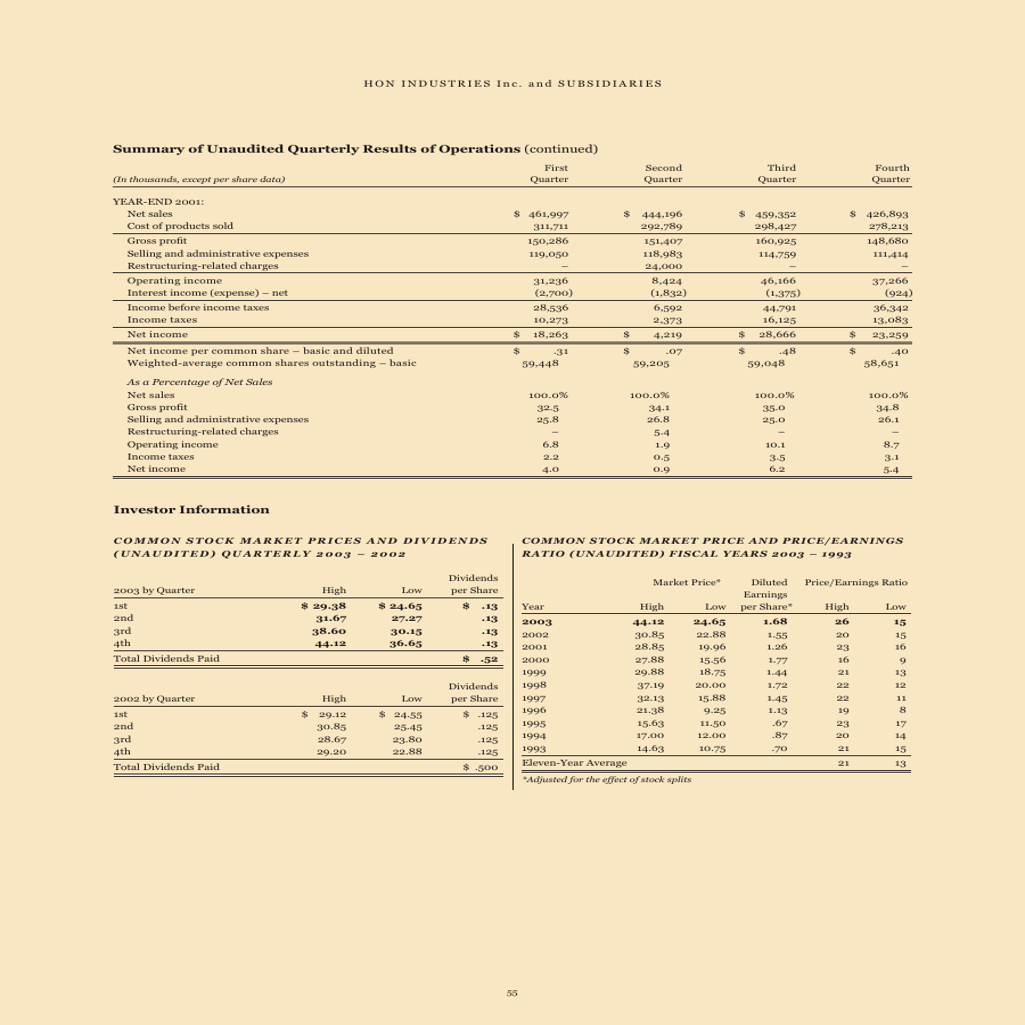 HON INDUSTRIES Inc. and SUBSIDIARIES
Summary of Unaudited Quarterly Results of Operations (continued)
First Second Third Fourth
(In thousands, except per share data) Quarter Quarter Quarter Quarter
YEAR-END 2001:
Net sales $ 461,997 $ 444,196 $ 459,352 $ 426,893
Cost of products sold 311,711 292,789 298,427 278,213
Gross profit 150,286 151,407 160,925 148,680
Selling and administrative expenses 119,050 118,983 114,759 111,414
Restructuring-related charges – 24,000 – –
Operating income 31,236 8,424 46,166 37,266
Interest income (expense) – net (2,700) (1,832) (1,375) (924)
Income before income taxes 28,536 6,592 44,791 36,342
Income taxes 10,273 2,373 16,125 13,083
Net income $ 18,263 $ 4,219 $ 28,666 $ 23,259
Net income per common share – basic and diluted $ .31 $ .07 $ .48 $ .40
Weighted-average common shares outstanding – basic 59,448 59,205 59,048 58,651
As a Percentage of Net Sales
Net sales 100.0% 100.0% 100.0% 100.0%
Gross profit 32.5 34.1 35.0 34.8
Selling and administrative expenses 25.8 26.8 25.0 26.1
Restructuring-related charges – 5.4 – –
Operating income 6.8 1.9 10.1 8.7
Income taxes 2.2 0.5 3.5 3.1
Net income 4.0 0.9 6.2 5.4
Investor Information
COMMON STOCK MARKET PRICES AND DIVIDENDS
(UNAUDITED) QUARTERLY 2003 – 2002
Dividends
2003 by Quarter High Low per Share
1st $ 29.38 $ 24.65 $ .13
2nd 31.67 27.27 .13
3rd 38.60 30.15 .13
4th 44.12 36.65 .13
Total Dividends Paid $ .52
Dividends
2002 by Quarter High Low per Share
1st $ 29.12 $ 24.55 $ .125
2nd 30.85 25.45 .125
3rd 28.67 23.80 .125
4th 29.20 22.88 .125
Total Dividends Paid $ .500
COMMON STOCK MARKET PRICE AND PRICE/EARNINGS
RATIO (UNAUDITED) FISCAL YEARS 2003 – 1993
Market Price* Diluted Price/Earnings Ratio
Earnings
Year High Low per Share* High Low
2003 44.12 24.65 1.68 26 15
2002 30.85 22.88 1.55 20 15
2001 28.85 19.96 1.26 23 16
2000 27.88 15.56 1.77 16 9
1999 29.88 18.75 1.44 21 13
1998 37.19 20.00 1.72 22 12
1997 32.13 15.88 1.45 22 11
1996 21.38 9.25 1.13 19 8
1995 15.63 11.50 .67 23 17
1994 17.00 12.00 .87 20 14
1993 14.63 10.75 .70 21 15
Eleven-Year Average 21 13
*Adjusted for the effect of stock splits
55